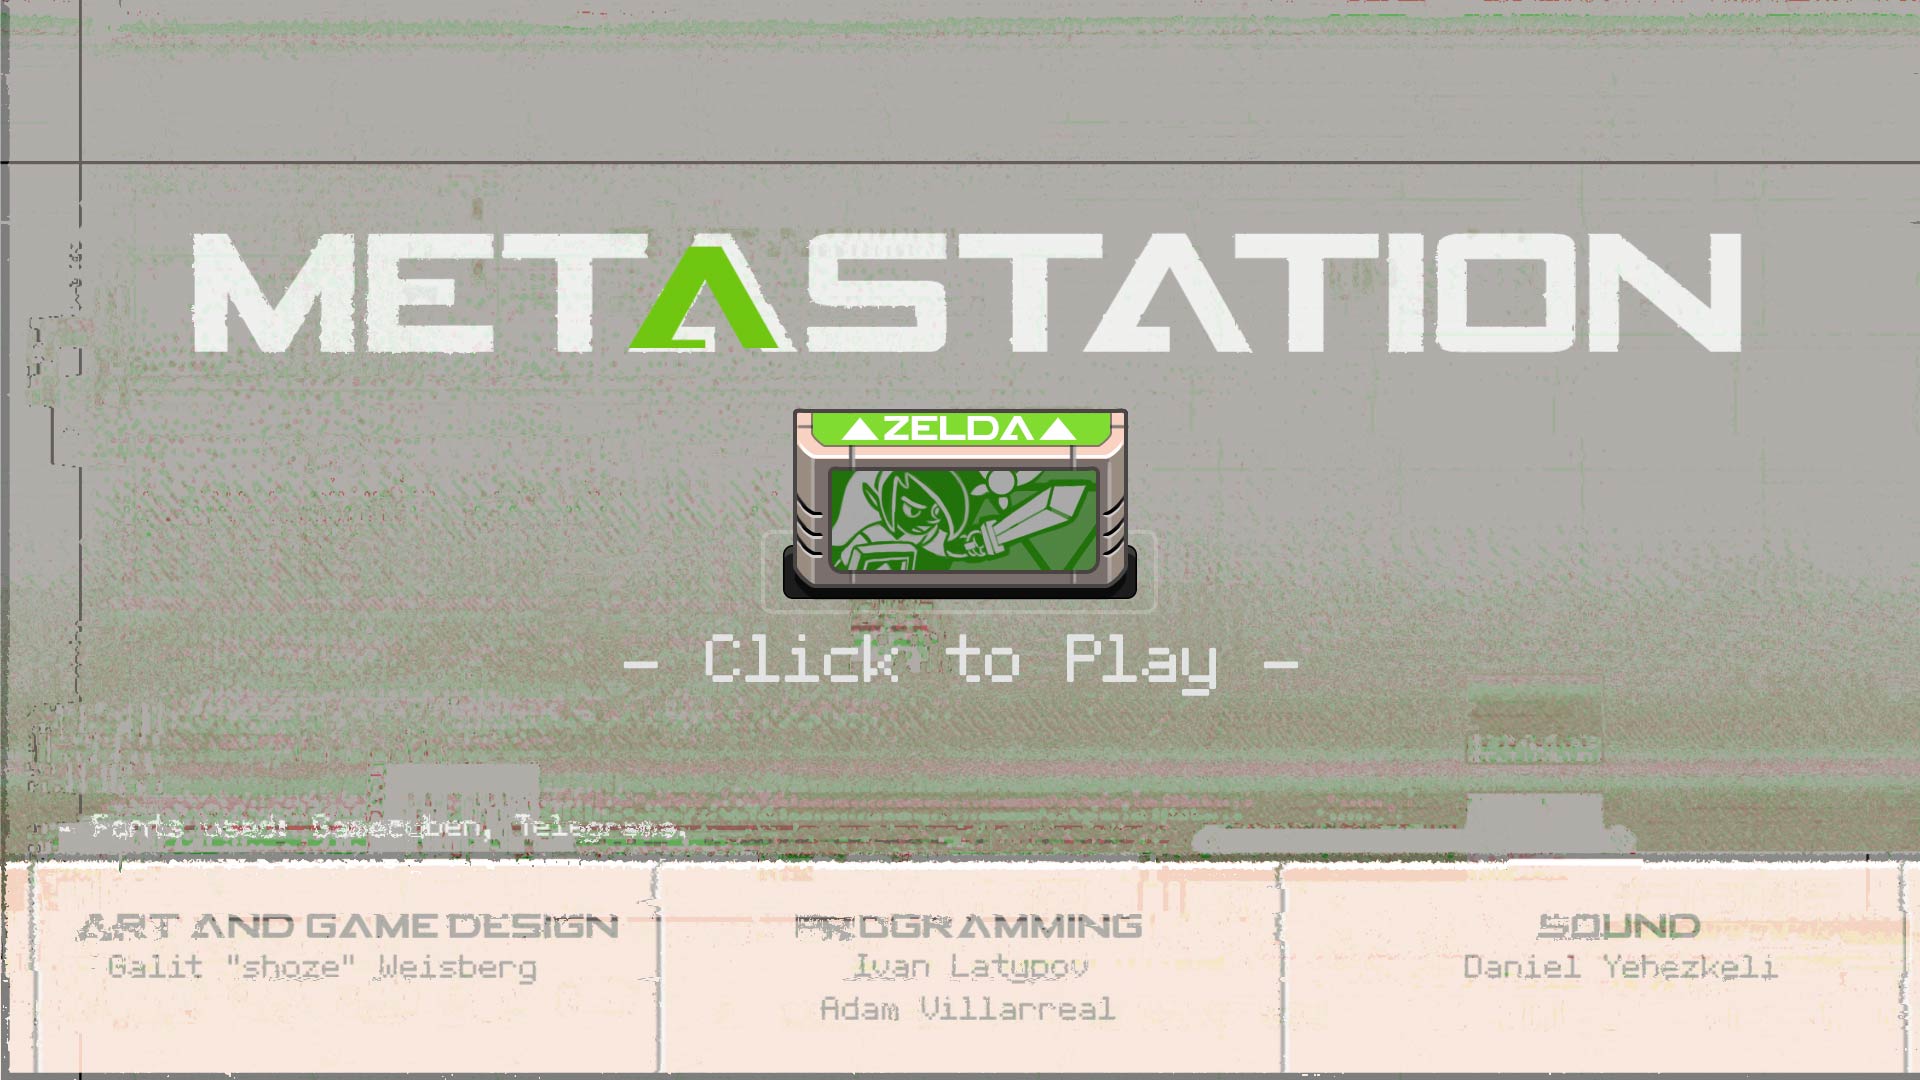 METASTATION
ZELDA
- Click to Play -
- Fonts used: Gamecuben, Telegrama.
ART AND GAME DESIGN
Galit "shoze" Weisberg
PROGRAMMING
Ivan Latypov
Adam Villarreal
SOUND
Daniel Yehezkeli